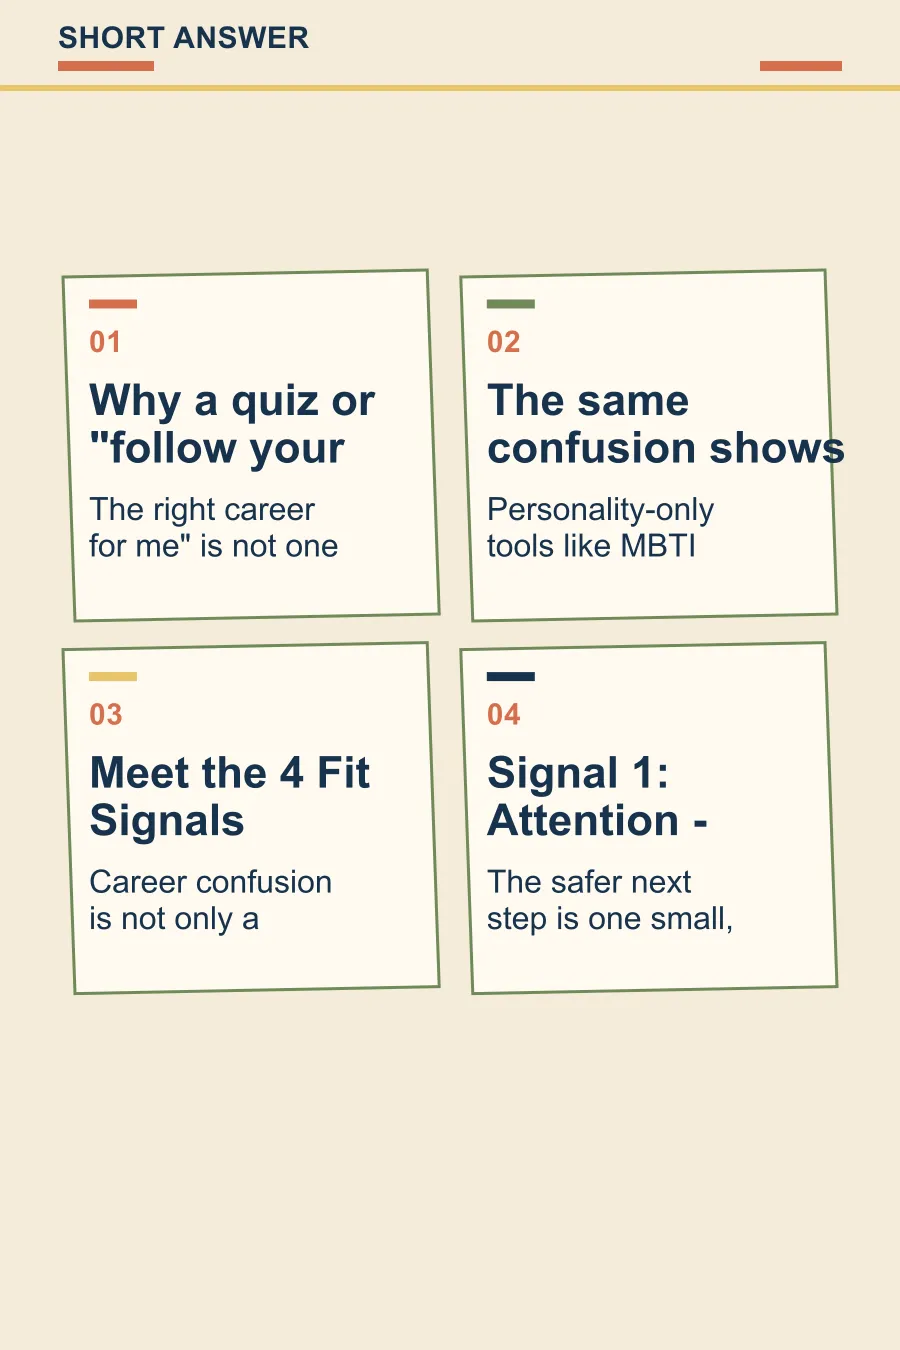 SHORT ANSWER
01
Why a quiz or
"follow your
The right career
for me" is not one
02
The same
confusion shows
Personality-only
tools like MBTI
03
Meet the 4 Fit
Signals
Career confusion
is not only a
04
Signal 1:
Attention -
The safer next
step is one small,